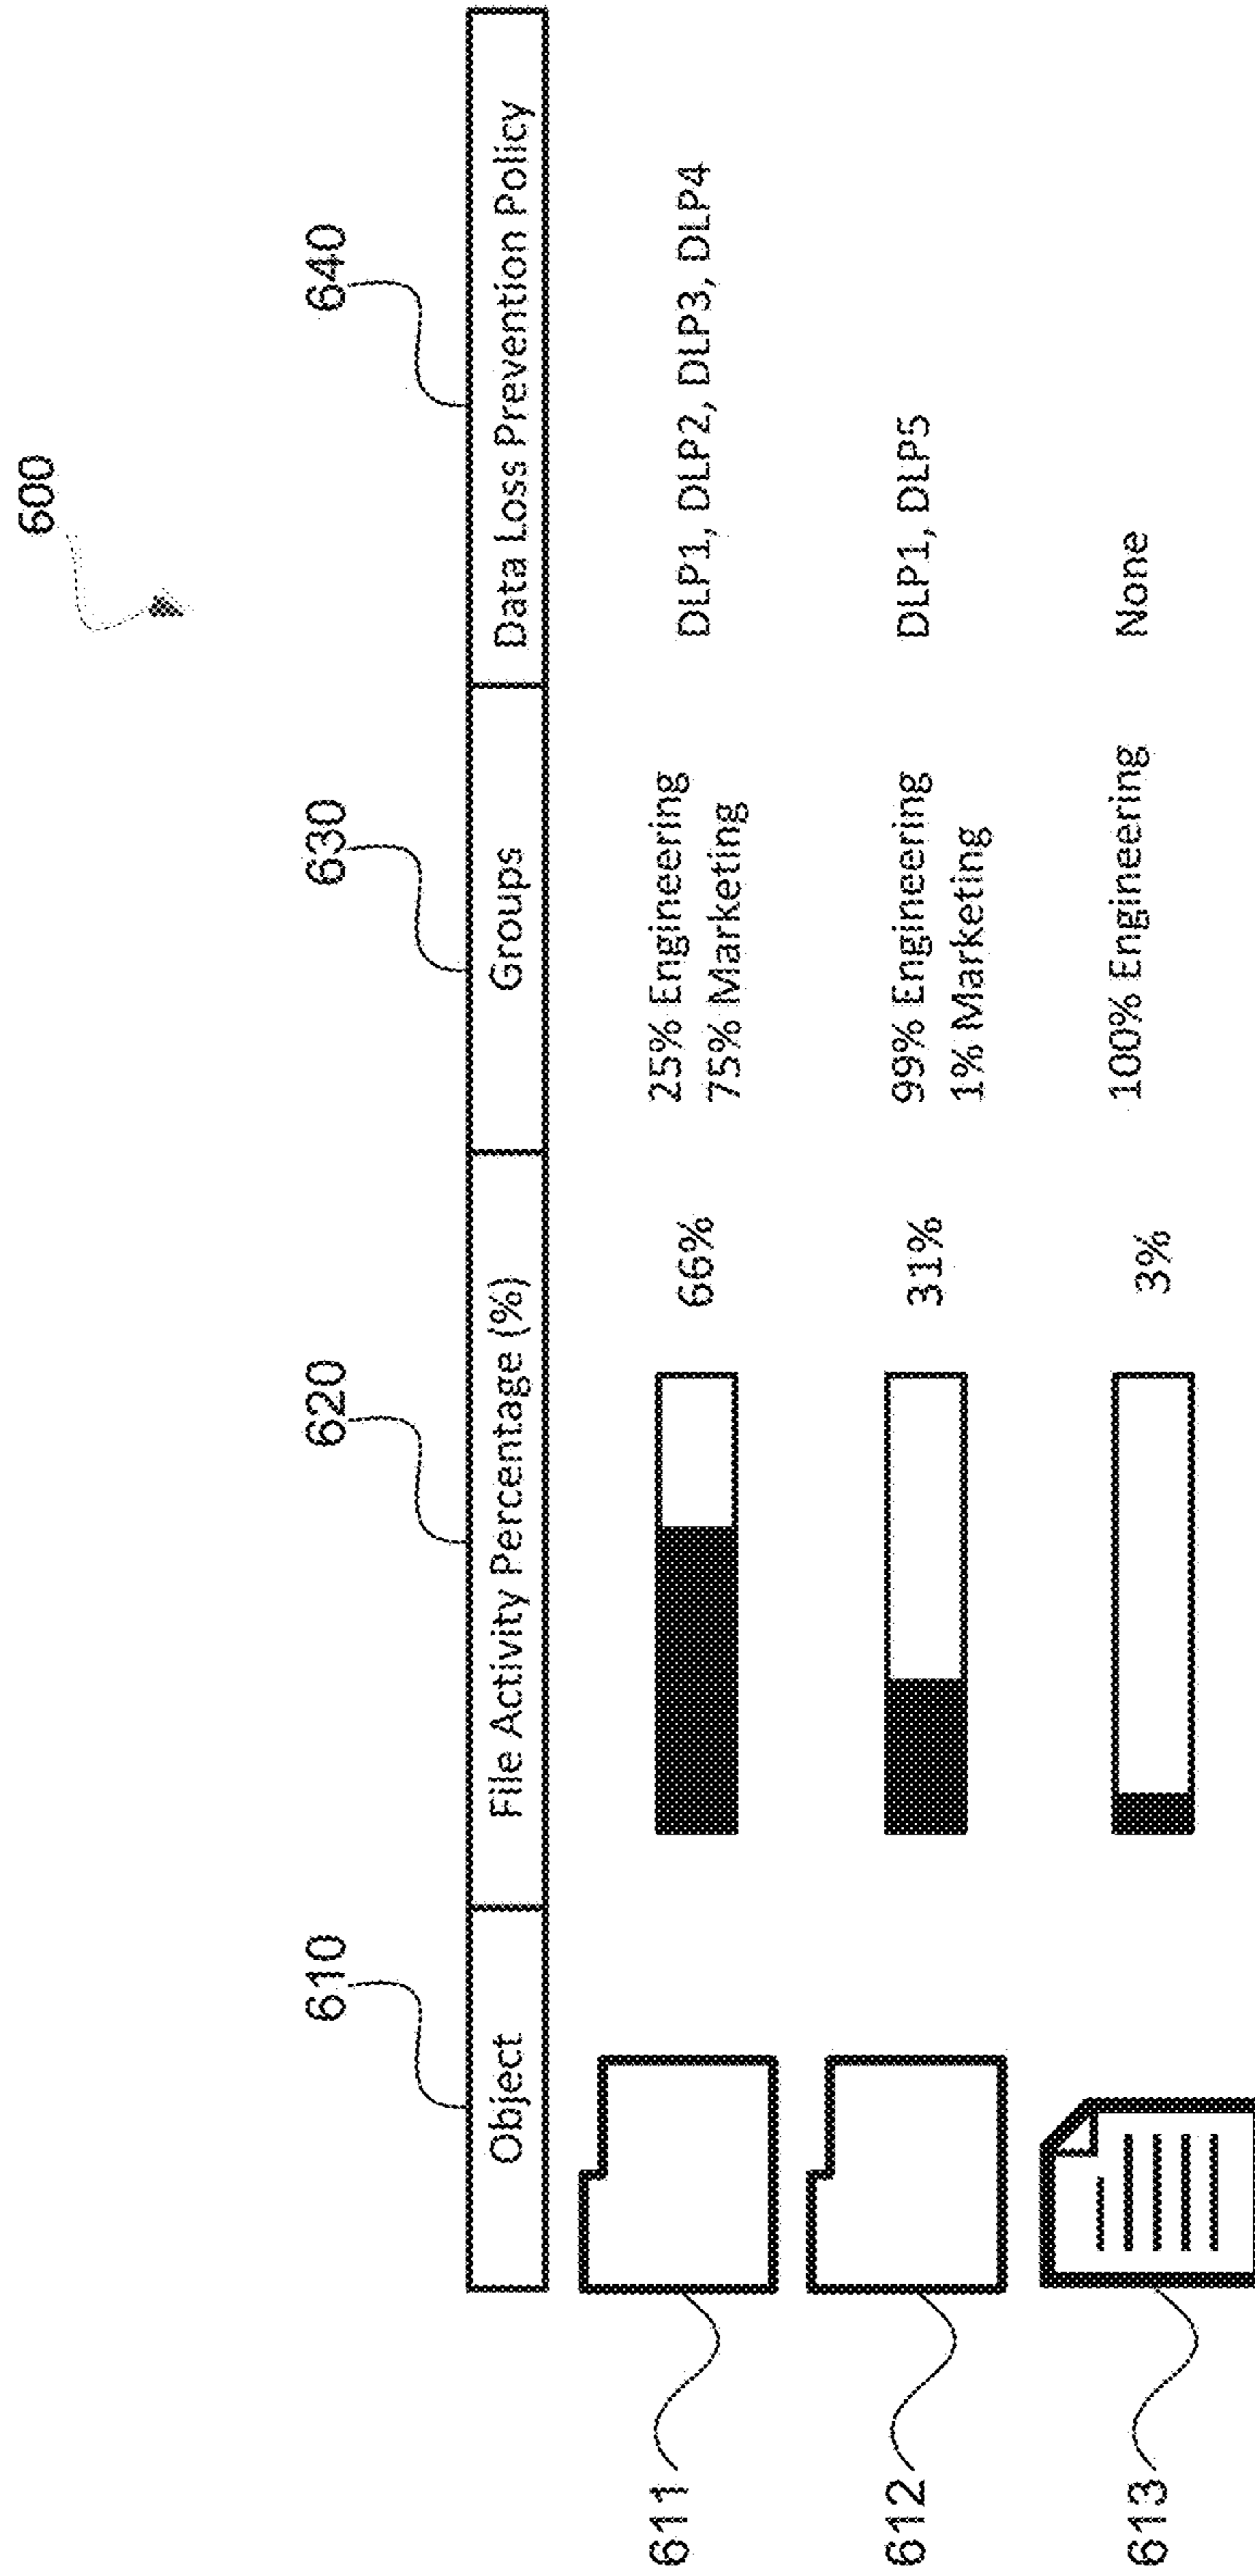 600
610
620
630
640
Object
File Activity Percentage (%)
Groups
Data Loss Prevention Policy
611
66%
25% Engineering
75% Marketing
DLP1, DLP2, DLP3, DLP4
612
31%
99% Engineering
1% Marketing
DLP1, DLP5
613
3%
100% Engineering
None